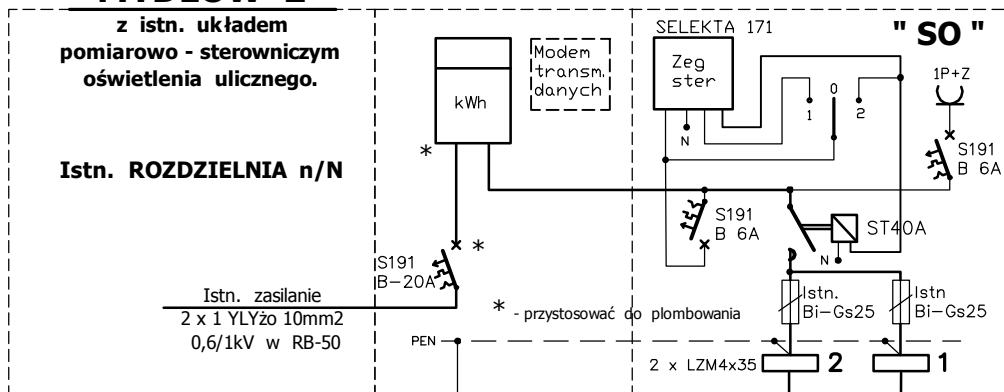 z istn. układem
pomiarowo - sterowniczym
oświetlenia ulicznego.
Istn. ROZDZIELNIA n/N
Istn. zasilanie
2 x 1 YLYżo 10mm2
0,6/1kV w RB-50
kWh
*
Modem
transm.
danych
S191
B-20A
*
* - przystosować do plombowania
PEN
SELEKTA 171
" SO "
Zeg
ster
N
1
0
2
1P+Z
S191
B 6A
S191
B 6A
ST40A
N
Istn.
Bi-Gs25
Istn
Bi-Gs25
2 x LZM4x35
2
1